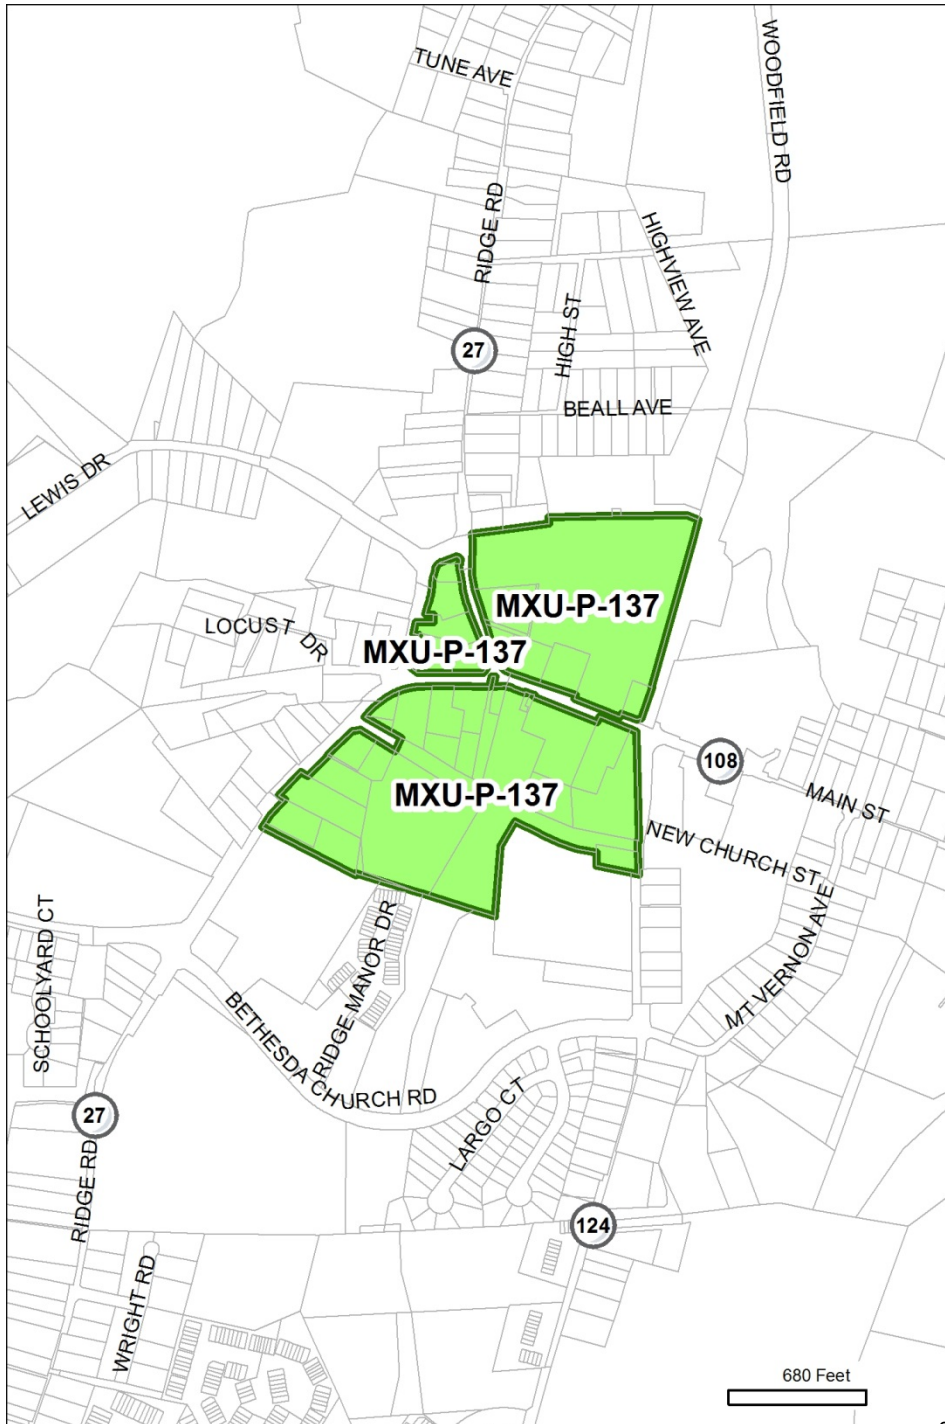 TUNE AVE
WOODFIELD RD
RIDGE RD
HIGHVIEW AVE
HIGH ST
27
BEALL AVE
LEWIS DR
MXU-P-137
LOCUST DR
MXU-P-137
108
MXU-P-137
MAIN ST
NEW CHURCH ST
SCHOOLYARD CT
RIDGE MANOR DR
MT VERNON AVE
BETHESDA CHURCH RD
LARGO CT
27
RIDGE RD
124
WRIGHT RD
680 Feet